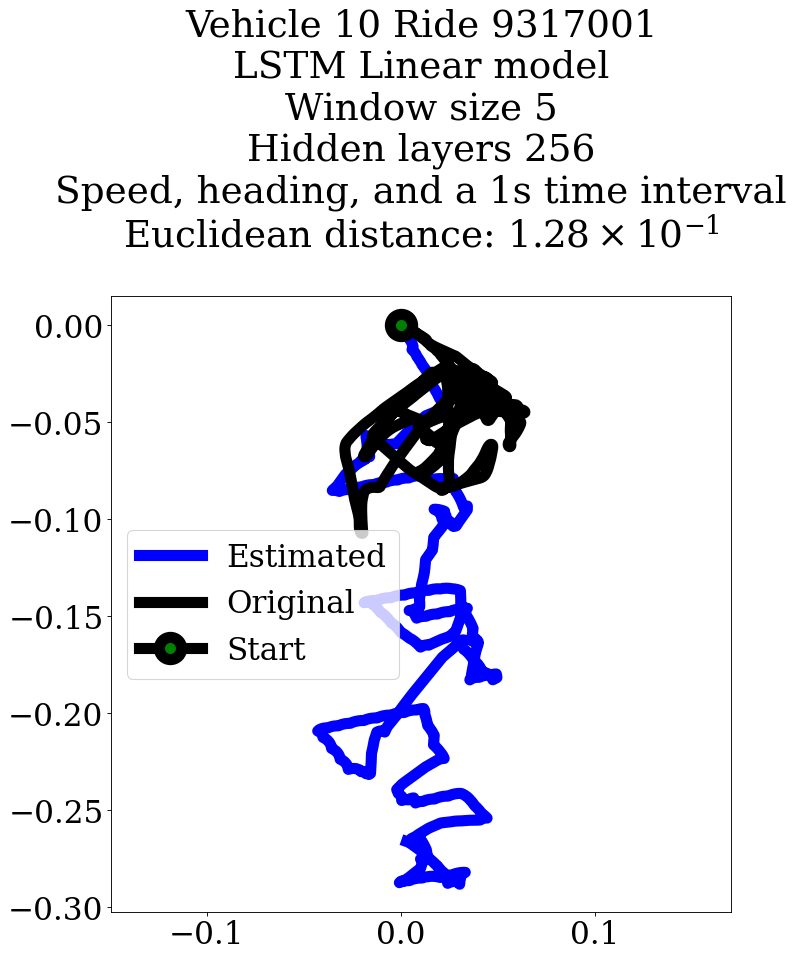 Vehicle 10 Ride 9317001
LSTM Linear model
Window size 5
Hidden layers 256
Speed, heading, and a 1s time interval
Euclidean distance: 1.28 × 10⁻¹
0.00
−0.05
−0.10
−0.15
−0.20
−0.25
−0.30
Estimated
Original
Start
−0.1
0.0
0.1